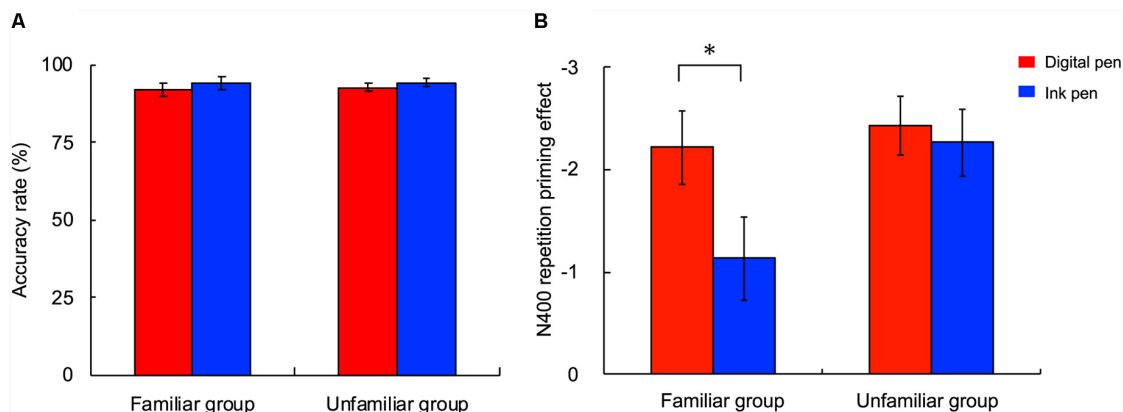 A
Accuracy rate (%)
100
75
50
25
0
Familiar group
Unfamiliar group
B
N400 repetition priming effect
-3
-2
-1
0
*
Familiar group
Unfamiliar group
Digital pen
Ink pen